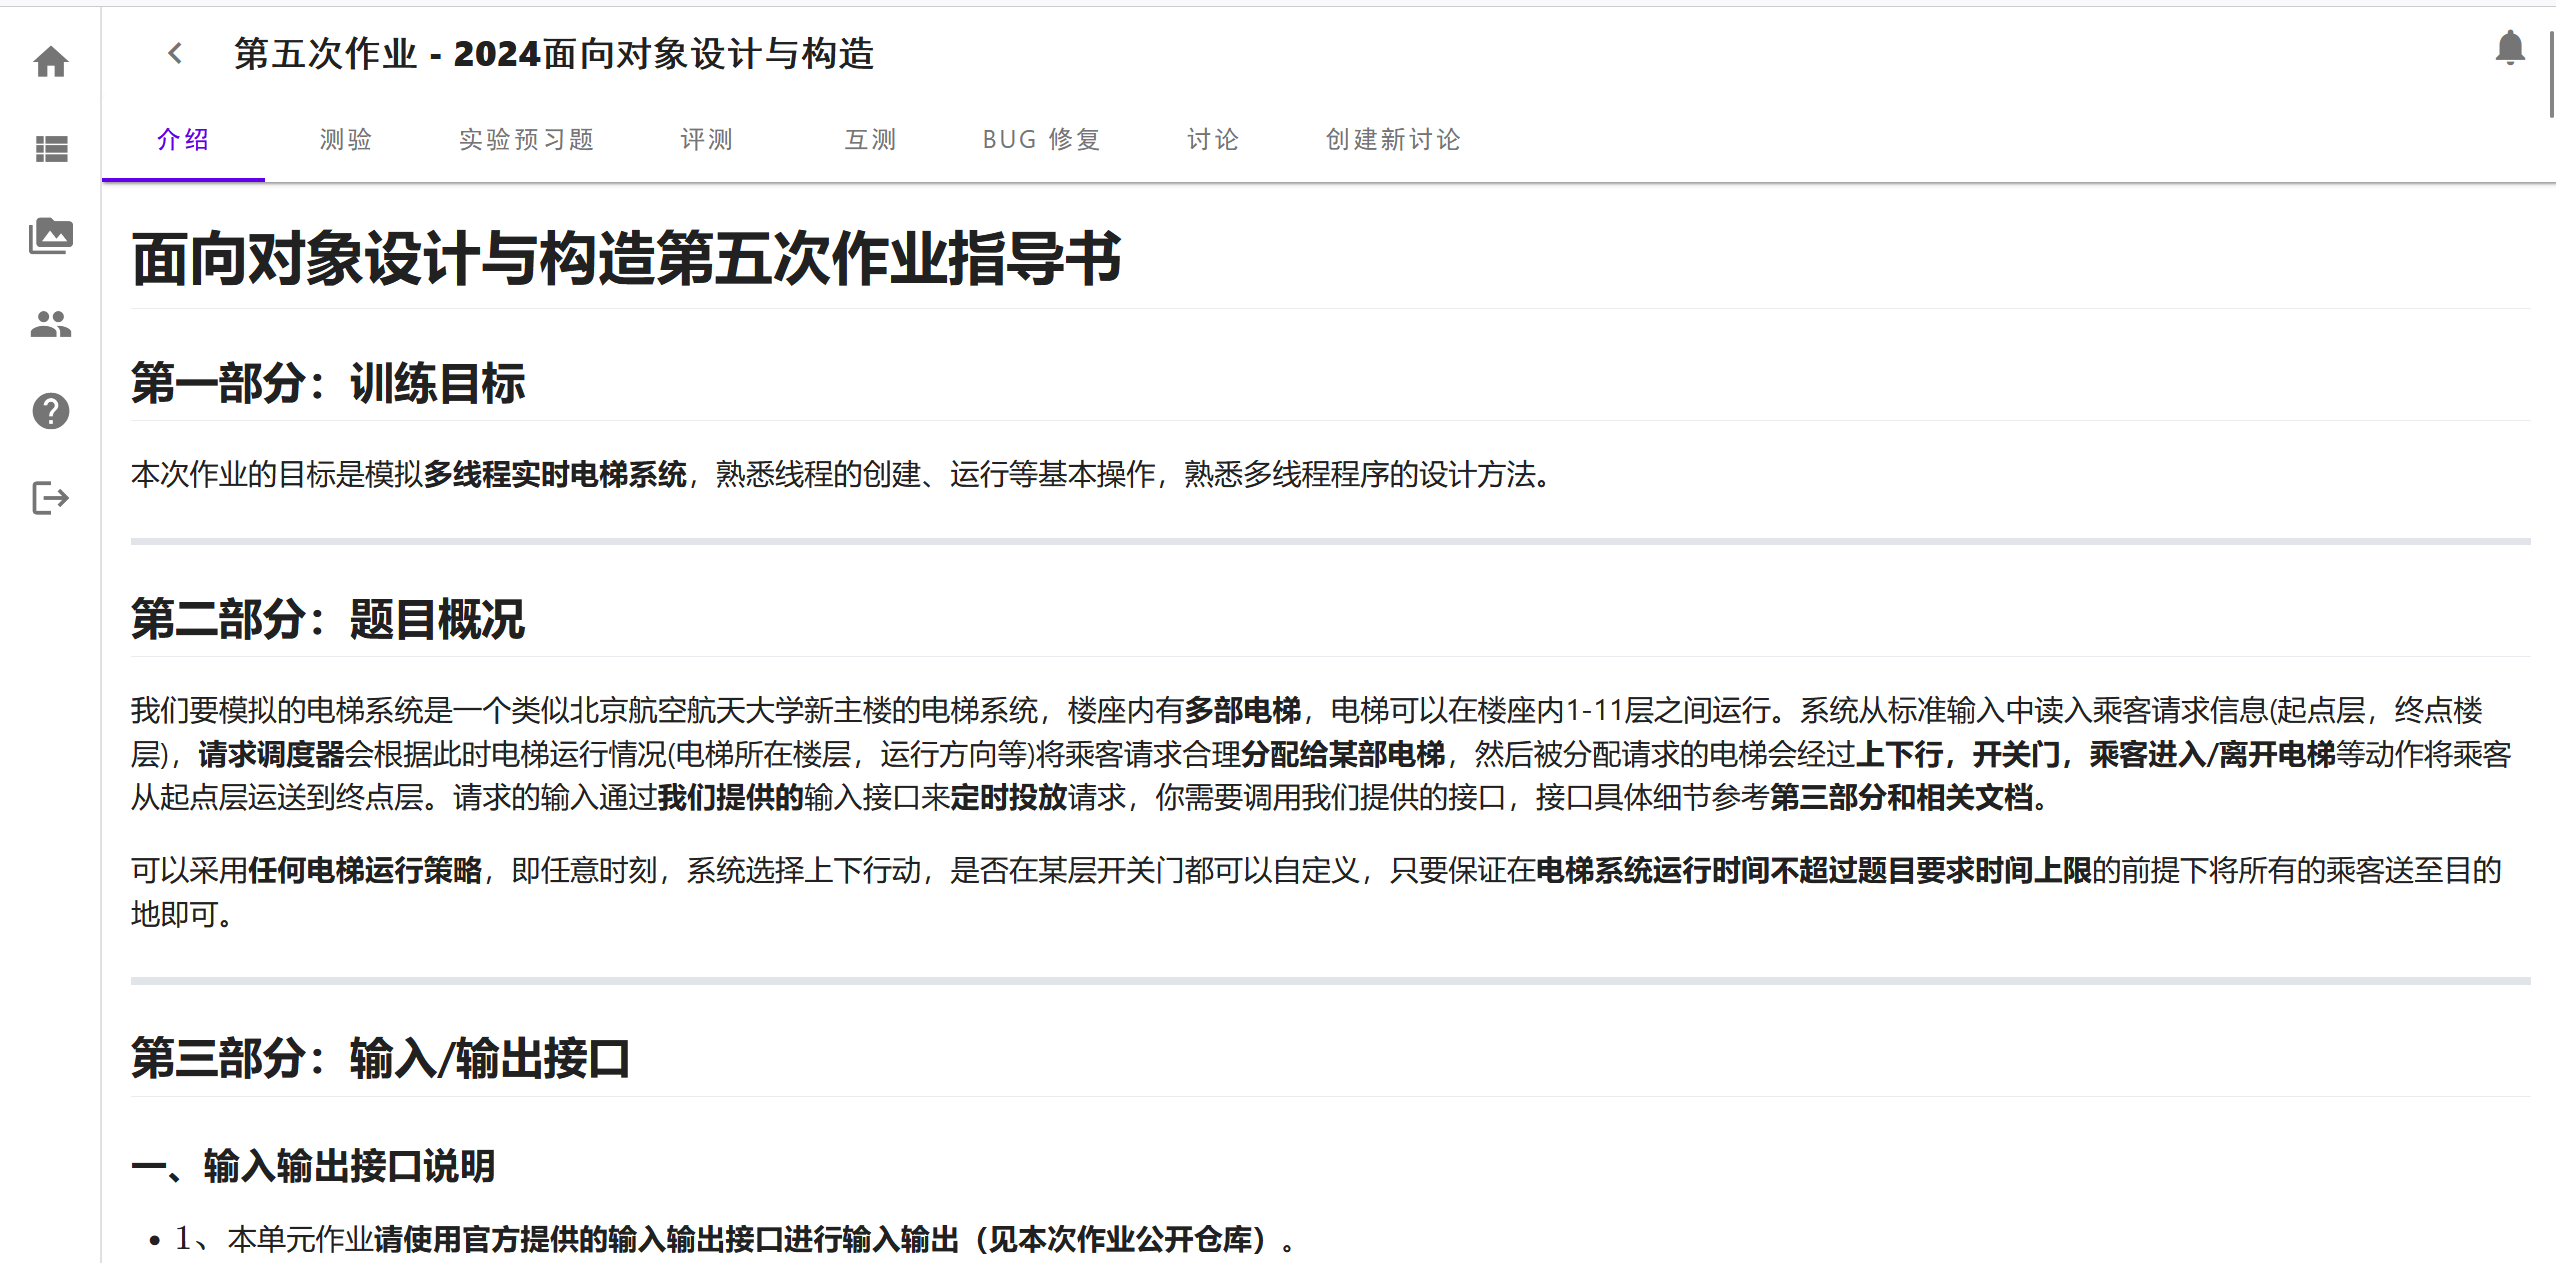 第五次作业 - 2024面向对象设计与构造
介绍
测验
实验预习题
评测
互测
BUG 修复
讨论
创建新讨论
面向对象设计与构造第五次作业指导书
第一部分：训练目标
本次作业的目标是模拟多线程实时电梯系统，熟悉线程的创建、运行等基本操作，熟悉多线程程序的设计方法。
第二部分：题目概况
我们要模拟的电梯系统是一个类似北京航空航天大学新主楼的电梯系统，楼座内有多部电梯，电梯可以在楼座内1-11层之间运行。系统从标准输入中读入乘客请求信息(起点层，终点楼
层)，请求调度器会根据此时电梯运行情况(电梯所在楼层，运行方向等)将乘客请求合理分配给某部电梯，然后被分配请求的电梯会经过上下行，开关门，乘客进入/离开电梯等动作将乘客
从起点层运送到终点层。请求的输入通过我们提供的输入接口来定时投放请求，你需要调用我们提供的接口，接口具体细节参考第三部分和相关文档。
可以采用任何电梯运行策略，即任意时刻，系统选择上下行动，是否在某层开关门都可以自定义，只要保证在电梯系统运行时间不超过题目要求时间上限的前提下将所有的乘客送至目的
地即可。
第三部分：输入/输出接口
一、输入输出接口说明
• 1、本单元作业请使用官方提供的输入输出接口进行输入输出（见本次作业公开仓库）。